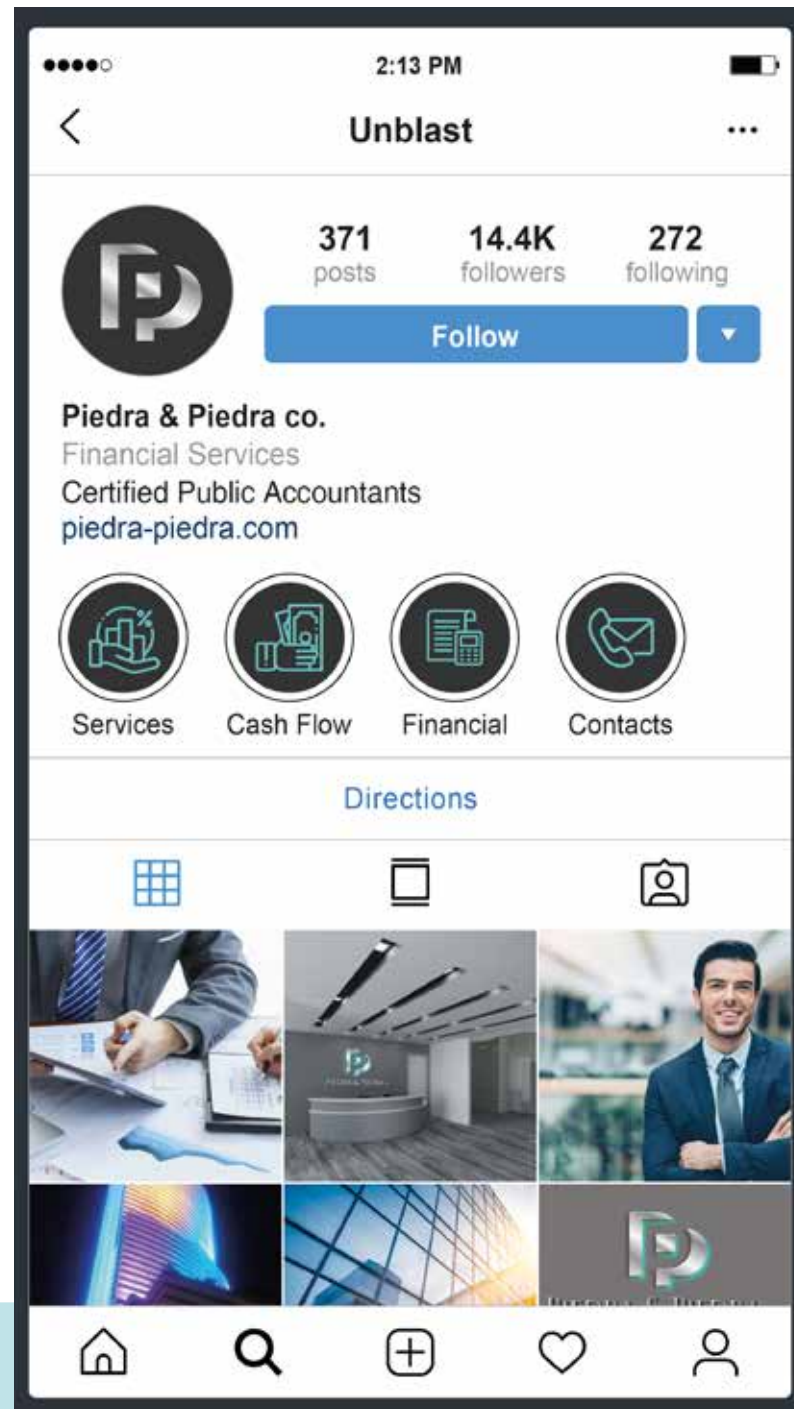 2:13 PM
Unblast
371 14.4K 272
posts followers following
Follow
Piedra & Piedra co.
Financial Services
Certified Public Accountants
piedra-piedra.com
Services Cash Flow Financial Contacts
Directions